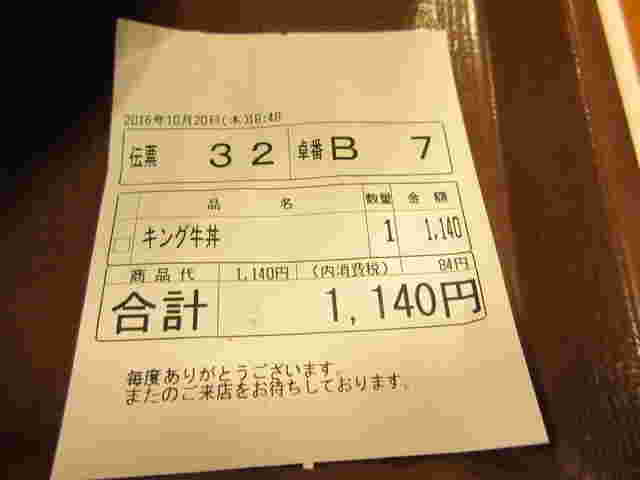 2016年10月20日(木)18:48
伝票 32 卓番 B 7
品 名 数量 金 額
キング牛丼 1 1,140
商品代 1,140円 (内消費税) 84円
合計 1,140円
毎度ありがとうございます。
またのご来店をお待ちしております。